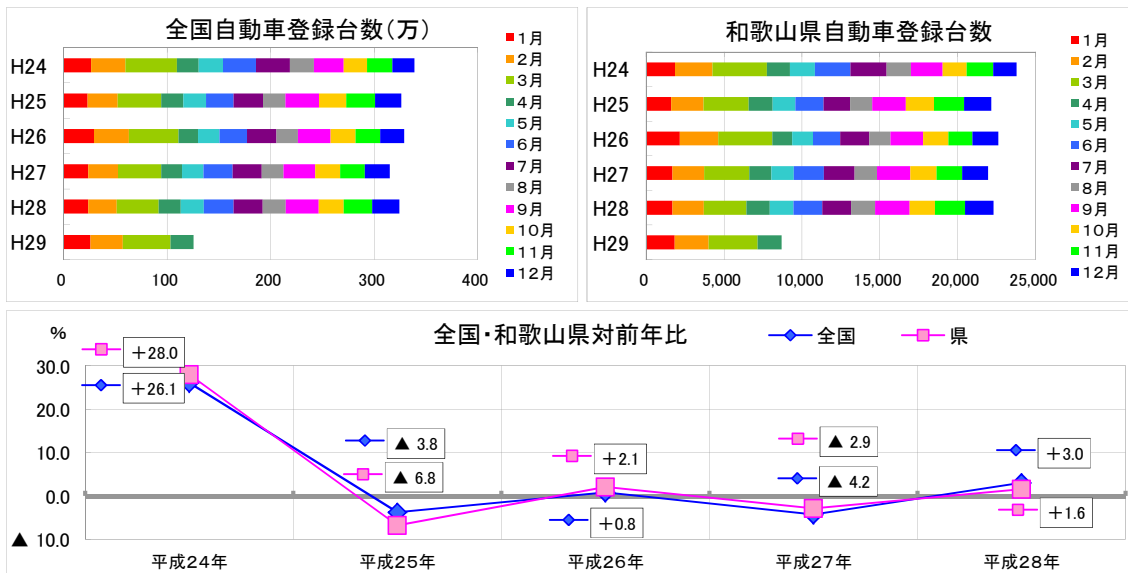 全国自動車登録台数(万)
H24
H25
H26
H27
H28
H29
0 100 200 300 400
1月
2月
3月
4月
5月
6月
7月
8月
9月
10月
11月
12月
和歌山県自動車登録台数
H24
H25
H26
H27
H28
H29
0 5,000 10,000 15,000 20,000 25,000
1月
2月
3月
4月
5月
6月
7月
8月
9月
10月
11月
12月
全国・和歌山県対前年比
全国 県
%
30.0
20.0
10.0
0.0
▲ 10.0
+28.0
+26.1
▲ 3.8
▲ 6.8
+2.1
+0.8
▲ 2.9
▲ 4.2
+3.0
+1.6
平成24年 平成25年 平成26年 平成27年 平成28年